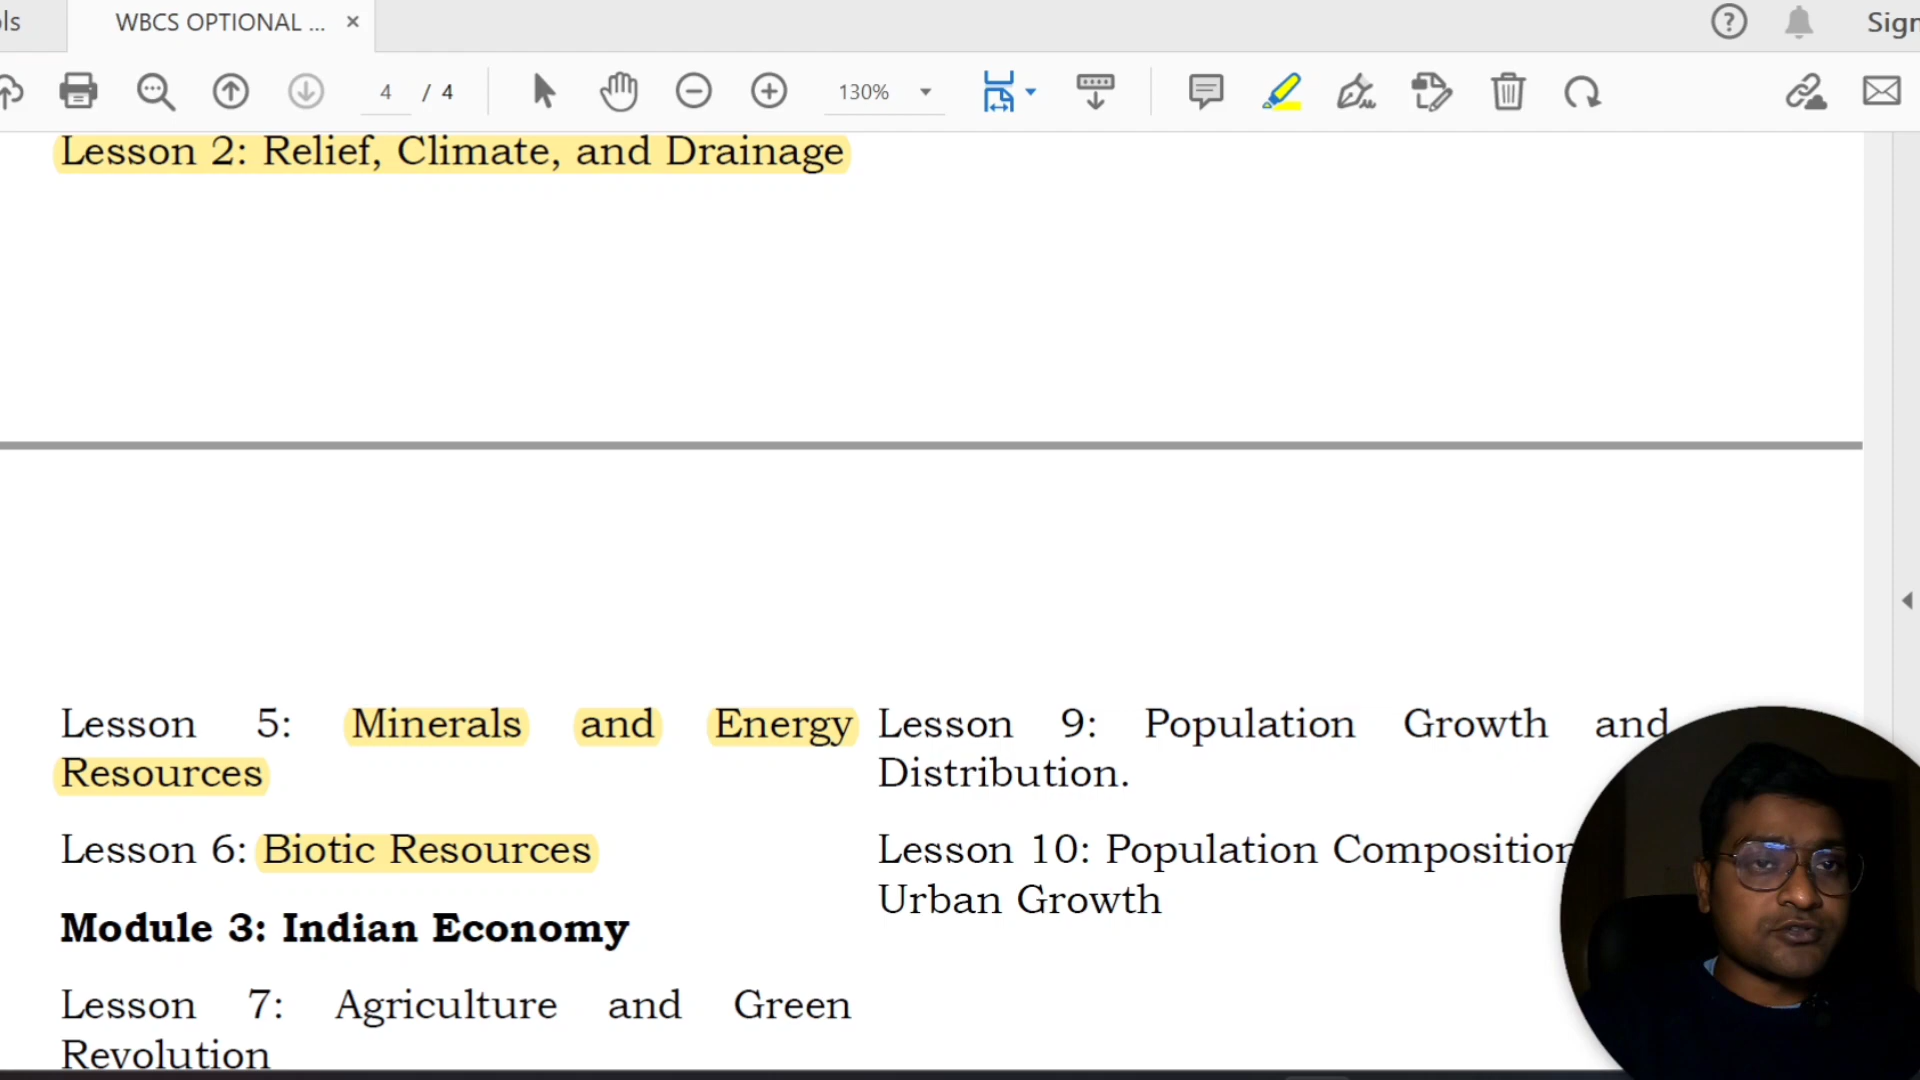 ls
WBCS OPTIONAL ...
Sign
4 / 4
130%
Lesson 2: Relief, Climate, and Drainage
Lesson 5: Minerals and Energy
Resources
Lesson 6: Biotic Resources
Module 3: Indian Economy
Lesson 7: Agriculture and Green
Revolution
Lesson 9: Population Growth and
Distribution.
Lesson 10: Population Composition
Urban Growth